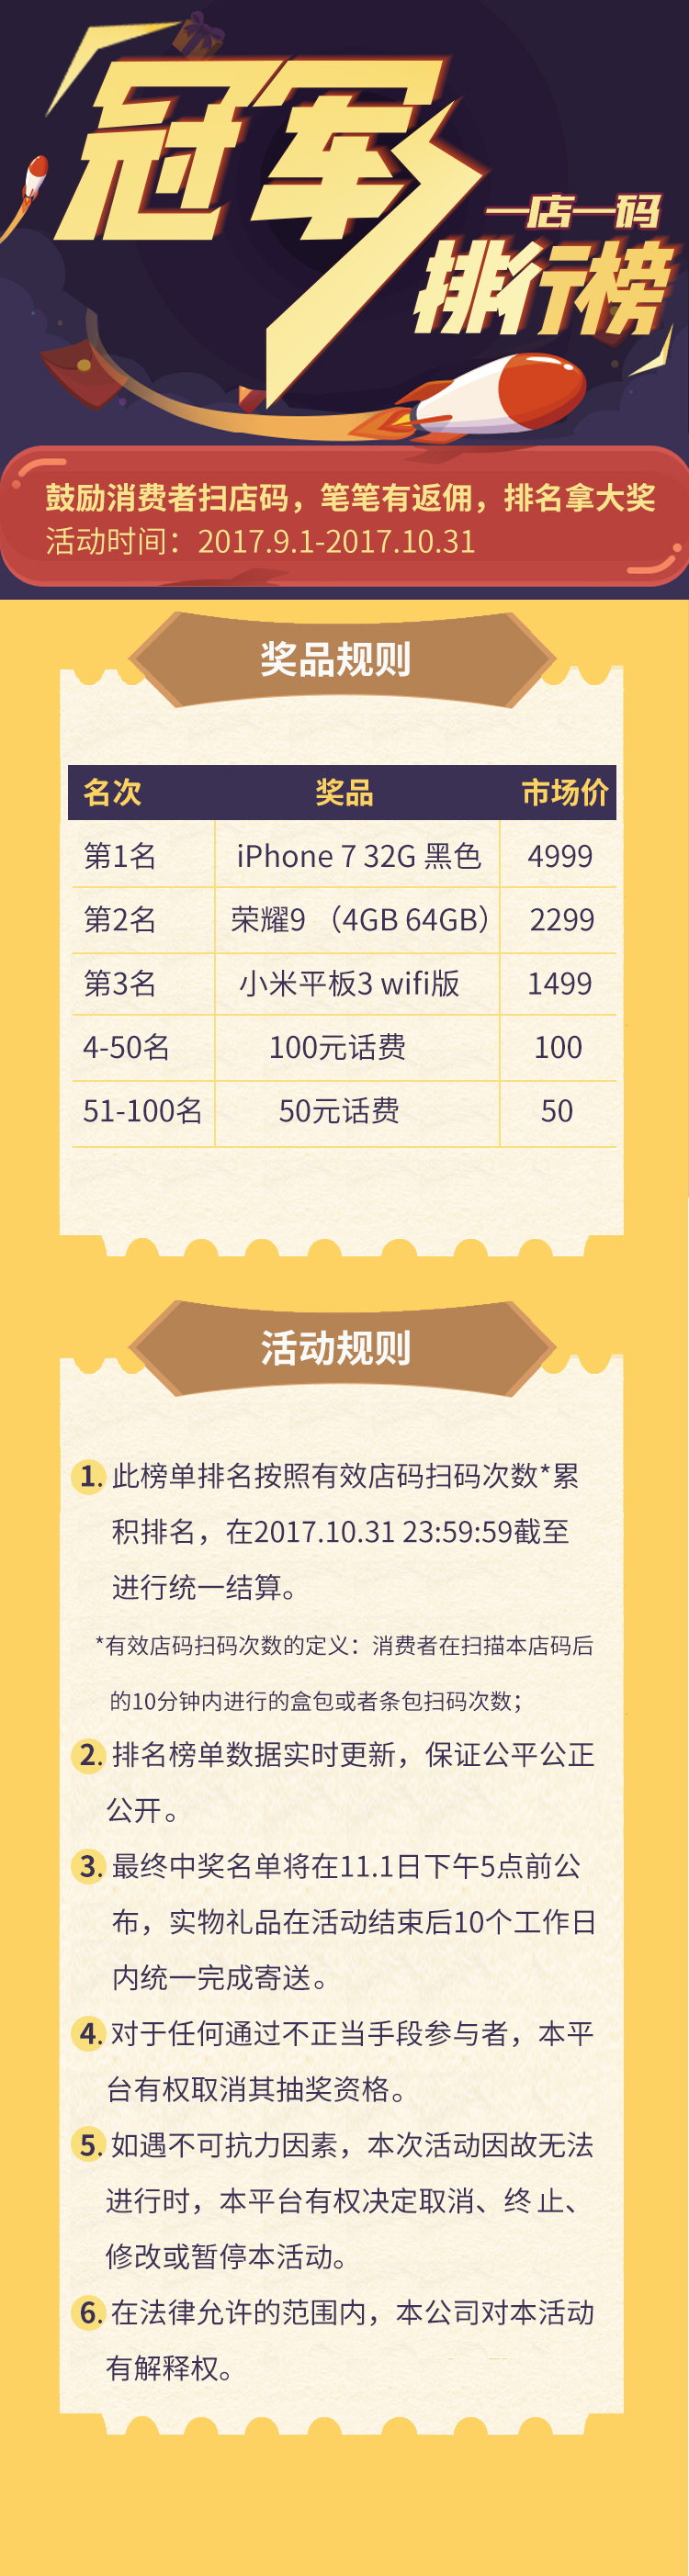 冠军
一店一码
排行榜
鼓励消费者扫店码，笔笔有返佣，排名拿大奖
活动时间：2017.9.1-2017.10.31
奖品规则
名次 奖品 市场价
第1名 iPhone 7 32G 黑色 4999
第2名 荣耀9 （4GB 64GB） 2299
第3名 小米平板3 wifi版 1499
4-50名 100元话费 100
51-100名 50元话费 50
活动规则
1. 此榜单排名按照有效店码扫码次数*累
积排名，在2017.10.31 23:59:59截至
进行统一结算。
*有效店码扫码次数的定义：消费者在扫描本店码后
的10分钟内进行的盒包或者条包扫码次数；
2. 排名榜单数据实时更新，保证公平公正
公开。
3. 最终中奖名单将在11.1日下午5点前公
布，实物礼品在活动结束后10个工作日
内统一完成寄送。
4. 对于任何通过不正当手段参与者，本平
台有权取消其抽奖资格。
5. 如遇不可抗力因素，本次活动因故无法
进行时，本平台有权决定取消、终 止、
修改或暂停本活动。
6. 在法律允许的范围内，本公司对本活动
有解释权。